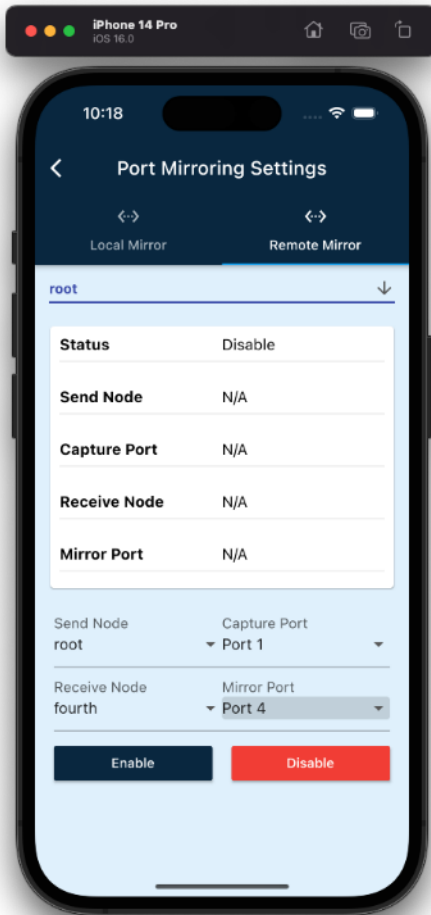 iPhone 14 Pro
iOS 16.0
10:18
Port Mirroring Settings
Local Mirror
Remote Mirror
root
Status Disable
Send Node N/A
Capture Port N/A
Receive Node N/A
Mirror Port N/A
Send Node Capture Port
root Port 1
Receive Node Mirror Port
fourth Port 4
Enable Disable